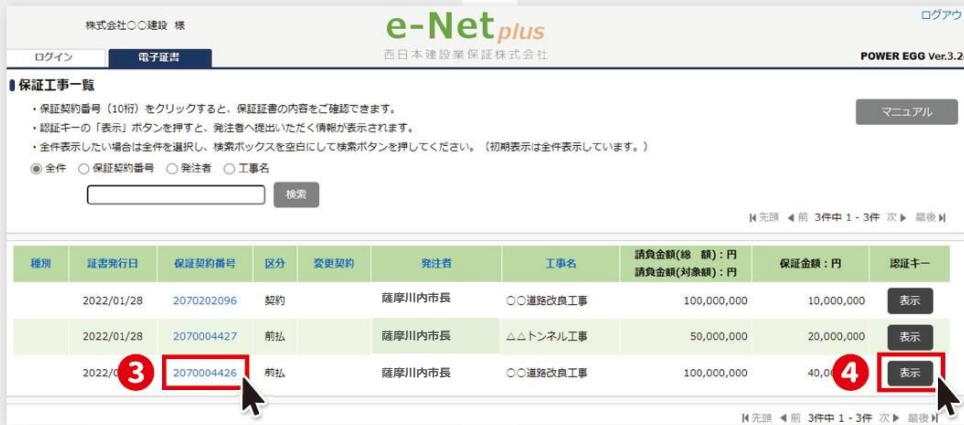 株式会社○○建設 様
e-Net plus
ログアウ
西日本建設業保証株式会社
ログイン 電子証書
POWER EGG Ver.3.2
保証工事一覧
・保証契約番号（10桁）をクリックすると、保証証書の内容をご確認できます。
マニュアル
・認証キーの「表示」ボタンを押すと、発注者へ提出いただく情報が表示されます。
・全件表示したい場合は全件を選択し、検索ボックスを空白にして検索ボタンを押してください。（初期表示は全件表示しています。）
全件 保証契約番号 発注者 工事名
検索
先頭 前 3件中 1 - 3件 次 最後
種別 証書発行日 保証契約番号 区分 変更契約 発注者 工事名 請負金額(総 額)：円 保証金額：円 認証キー
請負金額(対象額)：円
2022/01/28 2070202096 契約 薩摩川内市長 ○○道路改良工事 100,000,000 10,000,000 表示
2022/01/28 2070004427 前払 薩摩川内市長 △△トンネル工事 50,000,000 20,000,000 表示
2022/0 3 2070004426 前払 薩摩川内市長 ○○道路改良工事 100,000,000 40,0 4 表示
先頭 前 3件中 1 - 3件 次 最後